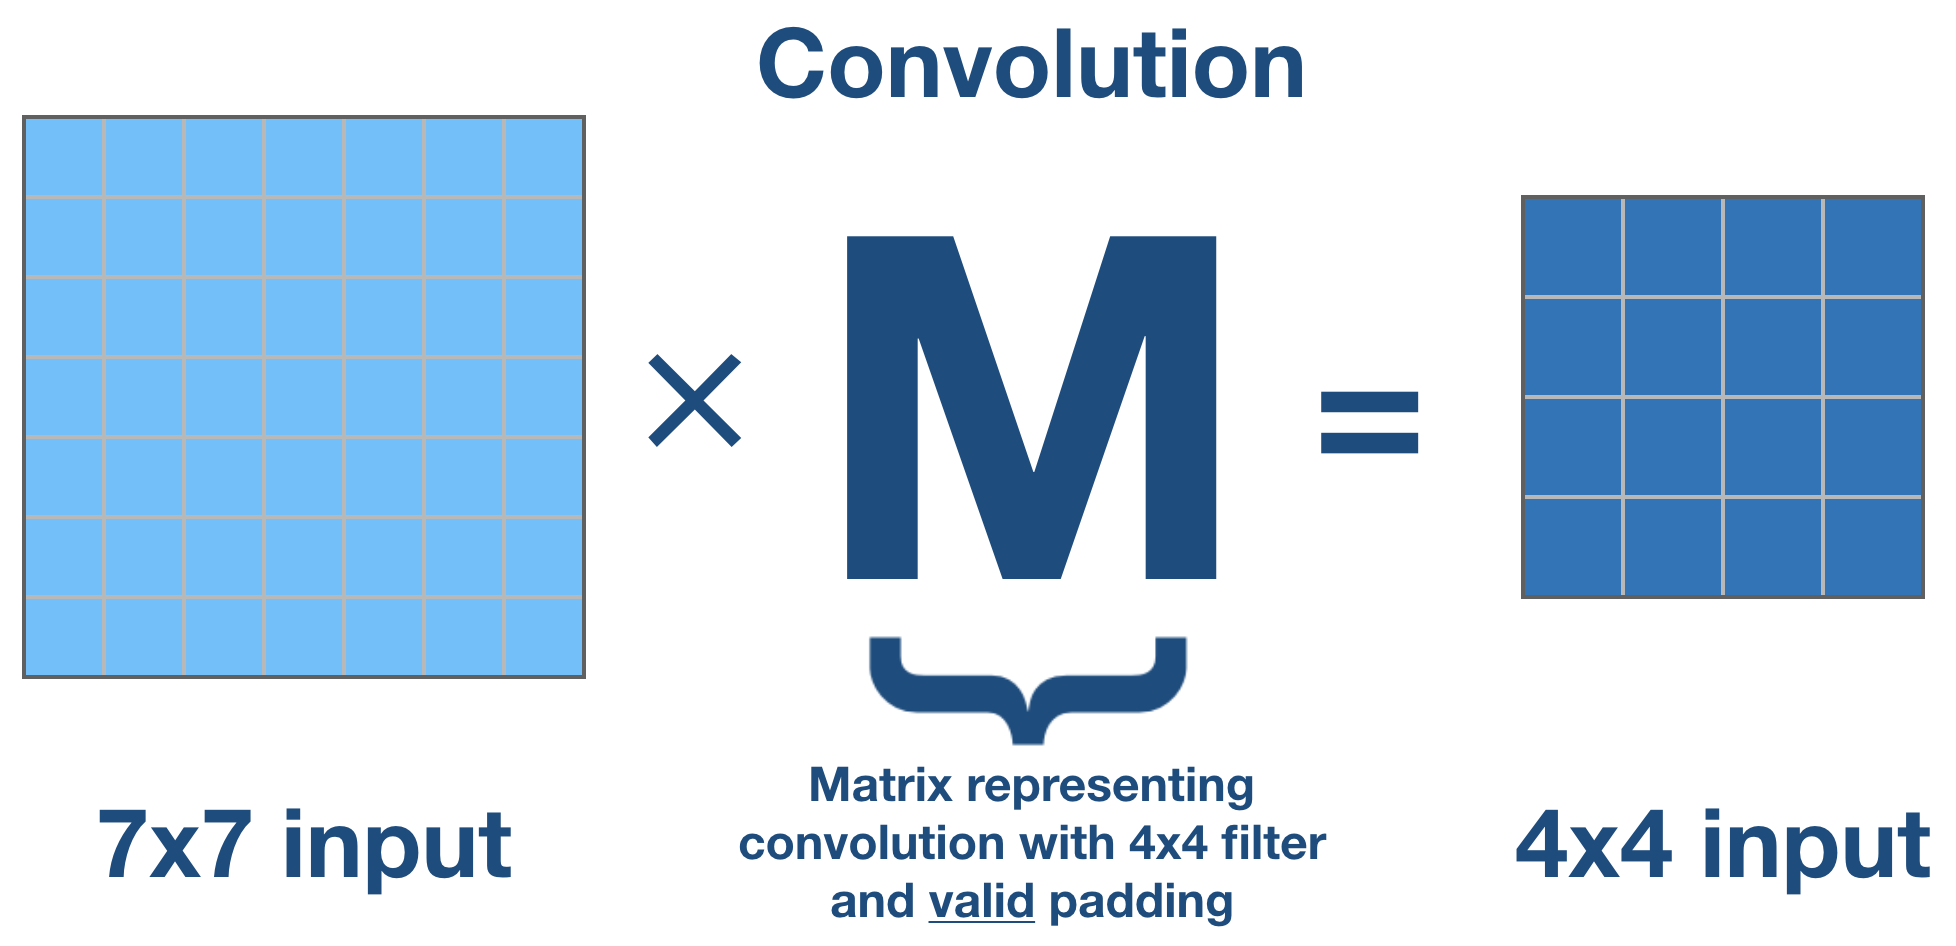 Convolution
×
M
=
Matrix representing
convolution with 4x4 filter
and valid padding
7x7 input
4x4 input